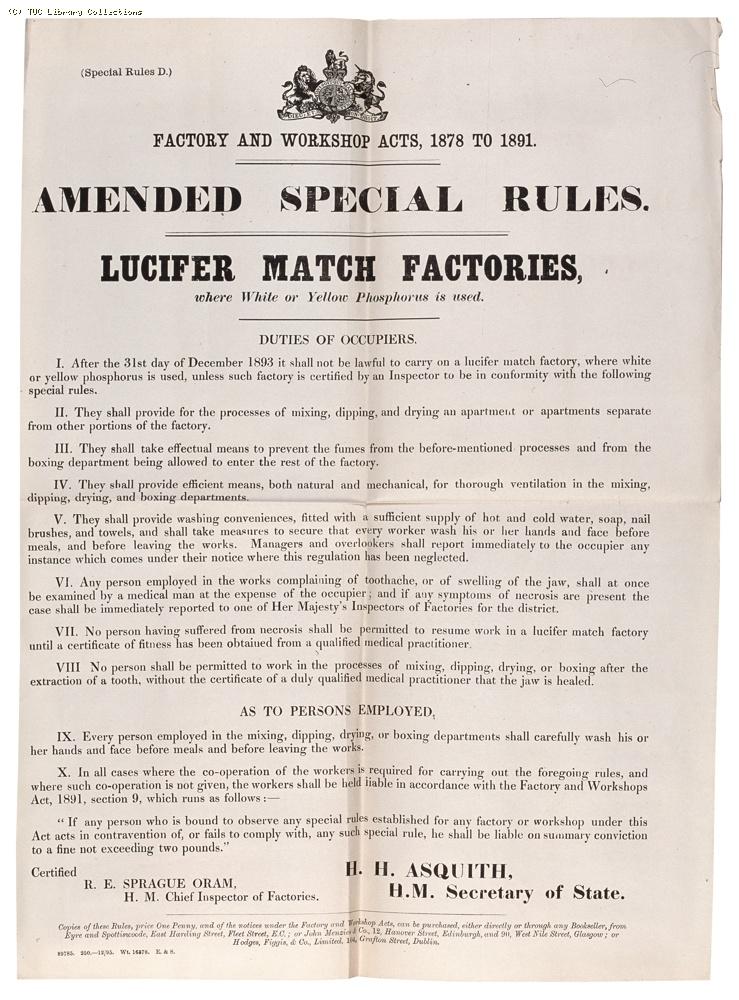 (C) TUC Library Collections
(Special Rules D.)
FACTORY AND WORKSHOP ACTS, 1878 TO 1891.
AMENDED SPECIAL RULES.
LUCIFER MATCH FACTORIES,
where White or Yellow Phosphorus is used.
DUTIES OF OCCUPIERS.
I. After the 31st day of December 1893 it shall not be lawful to carry on a lucifer match factory, where white
or yellow phosphorus is used, unless such factory is certified by an Inspector to be in conformity with the following
special rules.
II. They shall provide for the processes of mixing, dipping, and drying an apartment or apartments separate
from other portions of the factory.
III. They shall take effectual means to prevent the fumes from the before-mentioned processes and from the
boxing department being allowed to enter the rest of the factory.
IV. They shall provide efficient means, both natural and mechanical, for thorough ventilation in the mixing,
dipping, drying, and boxing departments.
V. They shall provide washing conveniences, fitted with a sufficient supply of hot and cold water, soap, nail
brushes, and towels, and shall take measures to secure that every worker wash his or her hands and face before
meals, and before leaving the works. Managers and overlookers shall report immediately to the occupier any
instance which comes under their notice where this regulation has been neglected.
VI. Any person employed in the works complaining of toothache, or of swelling of the jaw, shall at once
be examined by a medical man at the expense of the occupier; and if any symptoms of necrosis are present the
case shall be immediately reported to one of Her Majesty's Inspectors of Factories for the district.
VII. No person having suffered from necrosis shall be permitted to resume work in a lucifer match factory
until a certificate of fitness has been obtained from a qualified medical practitioner.
VIII No person shall be permitted to work in the processes of mixing, dipping, drying, or boxing after the
extraction of a tooth, without the certificate of a duly qualified medical practitioner that the jaw is healed.
AS TO PERSONS EMPLOYED,
IX. Every person employed in the mixing, dipping, drying, or boxing departments shall carefully wash his or
her hands and face before meals and before leaving the works.
X. In all cases where the co-operation of the workers is required for carrying out the foregoing rules, and
where such co-operation is not given, the workers shall be held liable in accordance with the Factory and Workshops
Act, 1891, section 9, which runs as follows:—
"If any person who is bound to observe any special rules established for any factory or workshop under this
Act acts in contravention of, or fails to comply with, any such special rule, he shall be liable on summary conviction
to a fine not exceeding two pounds."
Certified
R. E. SPRAGUE ORAM,
H. M. Chief Inspector of Factories.
H. H. ASQUITH,
H.M. Secretary of State.
Copies of these Rules, price One Penny, and of the notices under the Factory and Workshop Acts, can be purchased, either directly or through any Bookseller, from
Eyre and Spottiswoode, East Harding Street, Fleet Street, E.C.; or John Menzies & Co., 12, Hanover Street, Edinburgh, and 90, West Nile Street, Glasgow; or
Hodges, Figgis, & Co., Limited, 104, Grafton Street, Dublin.
250.—12/95. Wt. E. & S.